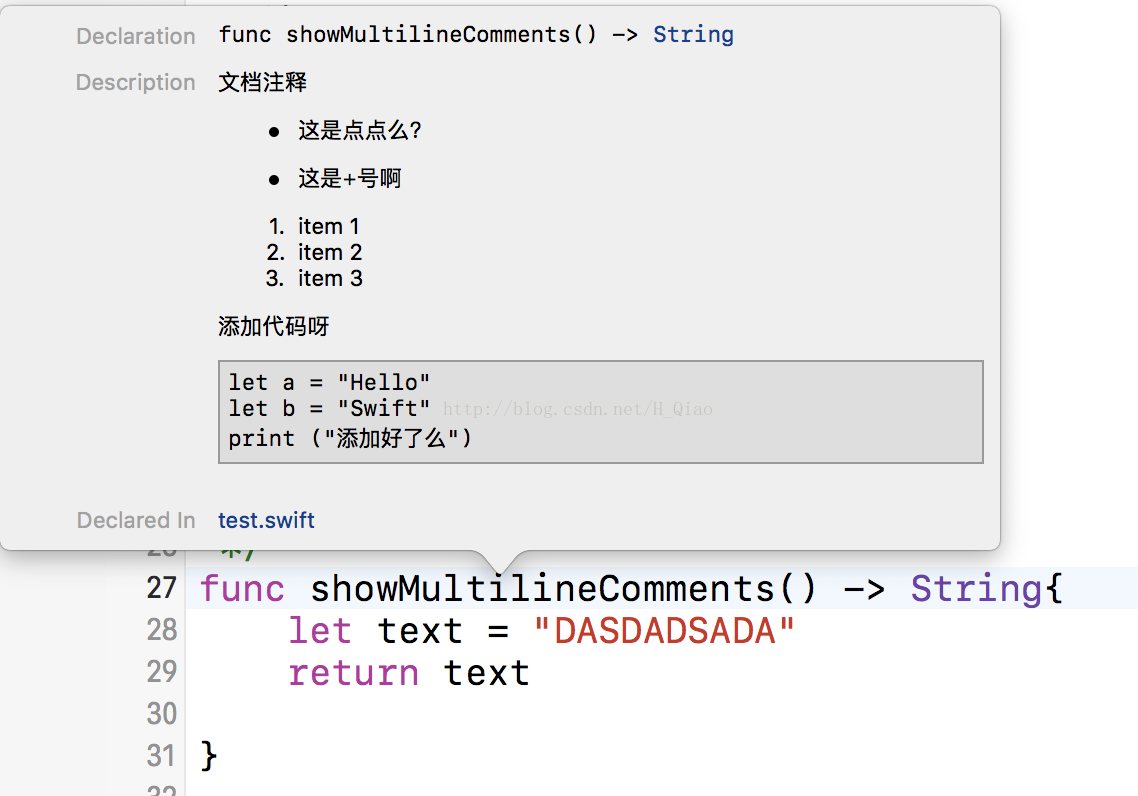 Declaration func showMultilineComments() -> String
Description 文档注释
● 这是点点么?
● 这是+号啊
1. item 1
2. item 2
3. item 3
添加代码呀
let a = "Hello"
let b = "Swift" http://blog.csdn.net/H_Qiao
print ("添加好了么")
Declared In test.swift
*/
27 func showMultilineComments() -> String{
28 let text = "DASDADSADA"
29 return text
30
31 }
32